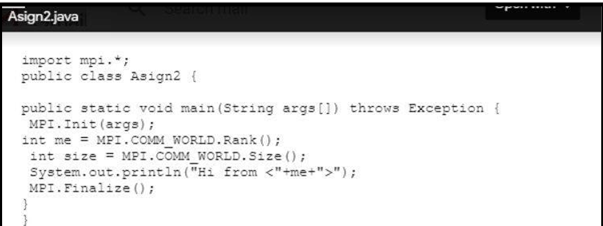 Asign2.java
import mpi.*;
public class Asign2 {
public static void main(String args[]) throws Exception {
MPI.Init(args);
int me = MPI.COMM_WORLD.Rank();
int size = MPI.COMM_WORLD.Size();
System.out.println("Hi from <"+me+">");
MPI.Finalize();
}
}